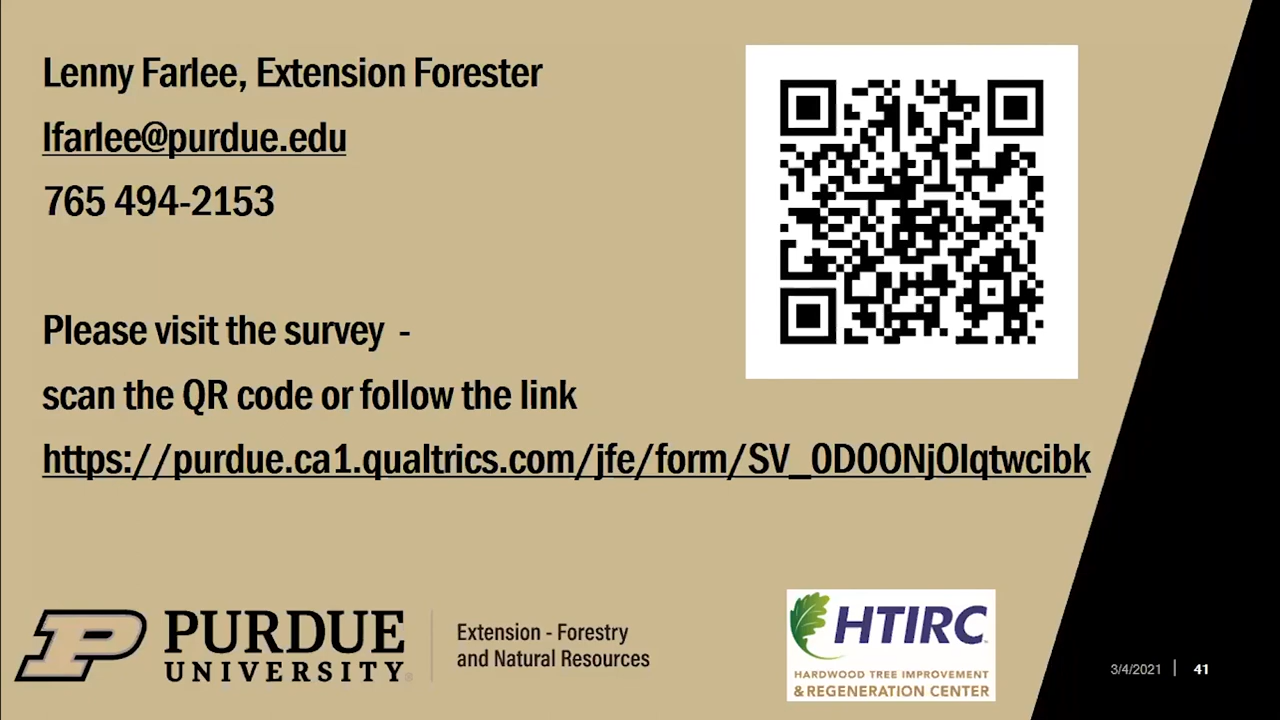 Lenny Farlee, Extension Forester
lfarlee@purdue.edu
765 494-2153
Please visit the survey -
scan the QR code or follow the link
https://purdue.ca1.qualtrics.com/jfe/form/SV_0D0ONjOIqtwcibk
PURDUE
UNIVERSITY®
Extension - Forestry
and Natural Resources
HTIRC™
HARDWOOD TREE IMPROVEMENT
& REGENERATION CENTER
3/4/2021 | 41